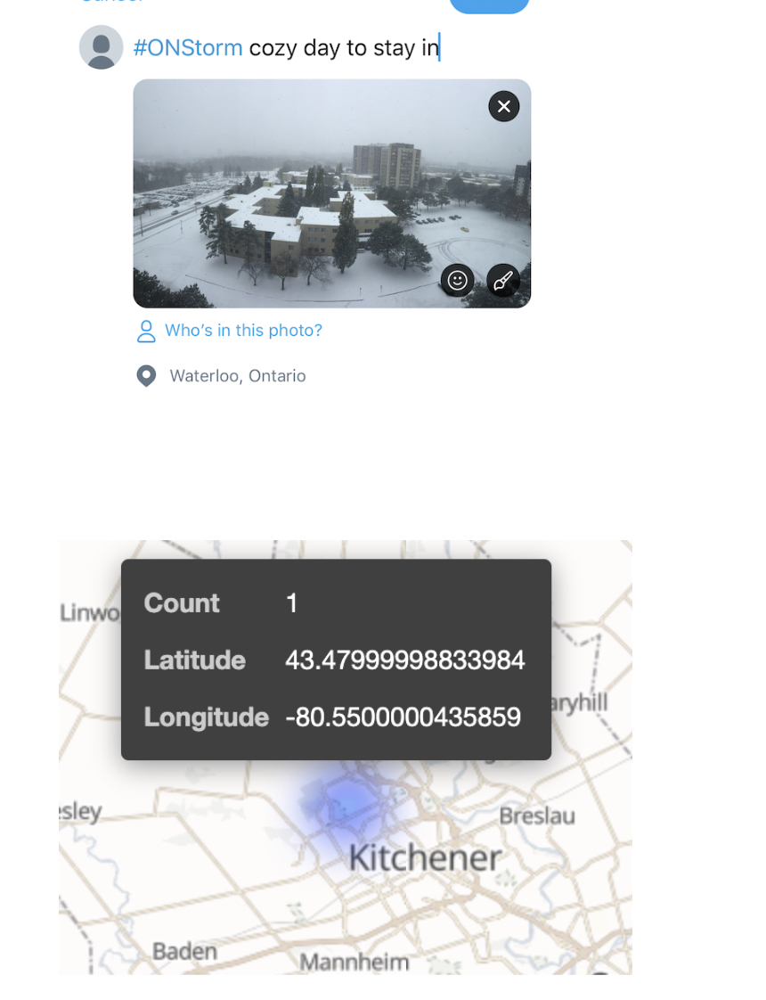 #ONStorm cozy day to stay in
Who's in this photo?
Waterloo, Ontario
Count 1
Latitude 43.47999998833984
Longitude -80.5500000435859
Linwo
aryhill
sley
Breslau
Kitchener
Baden
Mannheim